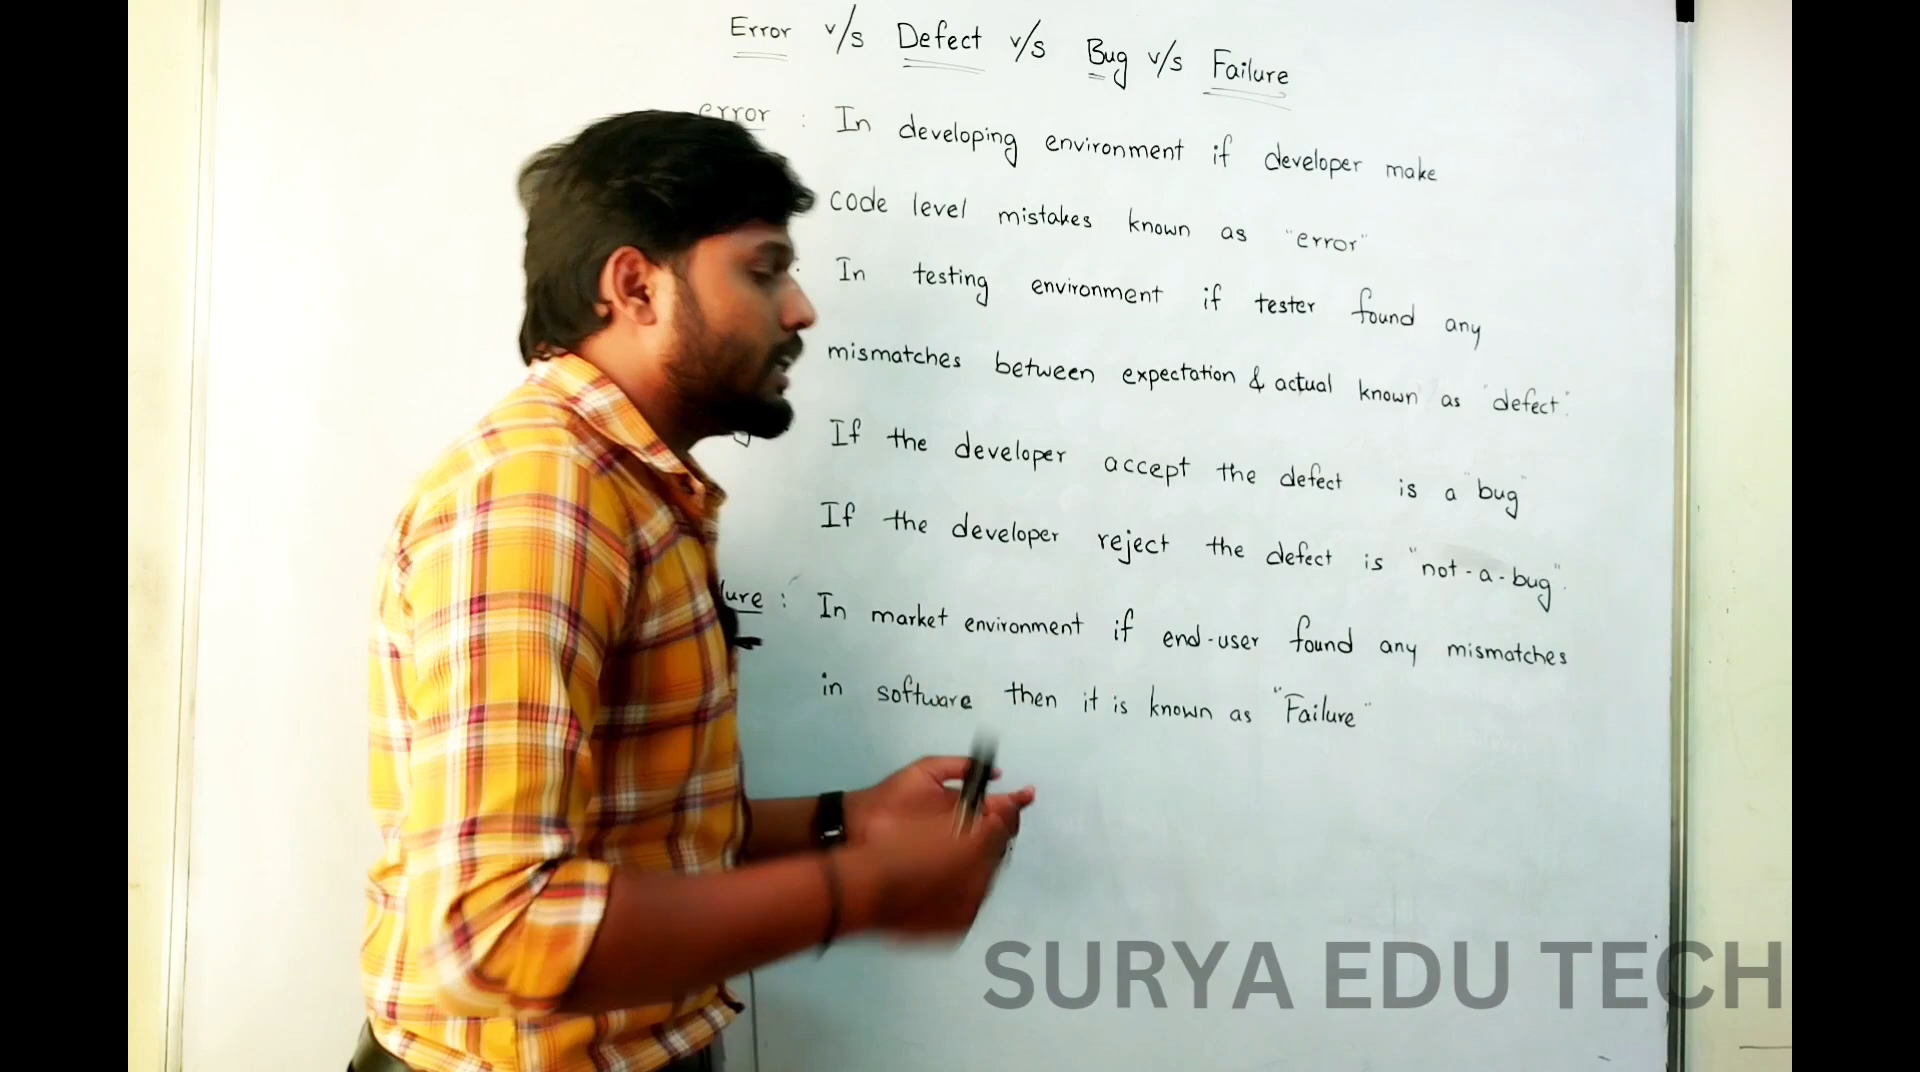 Error v/s Defect v/s Bug v/s Failure
error : In developing environment if developer make
code level mistakes known as "error"
: In testing environment if tester found any
mismatches between expectation & actual known as "defect".
If the developer accept the defect is a "bug"
If the developer reject the defect is "not-a-bug".
lure : In market environment if end-user found any mismatches
in software then it is known as "Failure"
SURYA EDU TECH